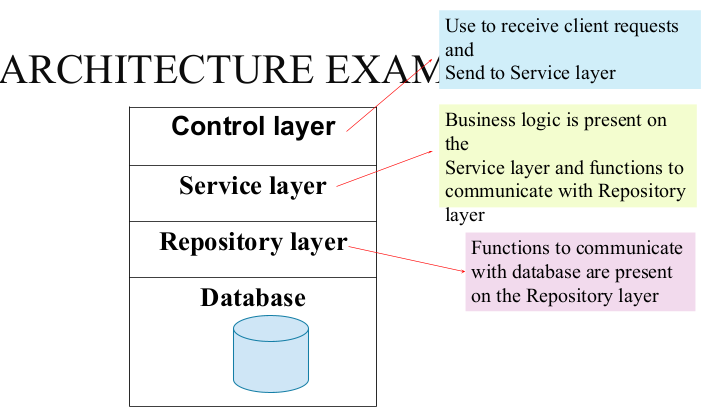 ARCHITECTURE EXAM
Use to receive client requests
and
Send to Service layer
Control layer
Business logic is present on
the
Service layer and functions to
communicate with Repository
layer
Service layer
Repository layer
Functions to communicate
with database are present
on the Repository layer
Database